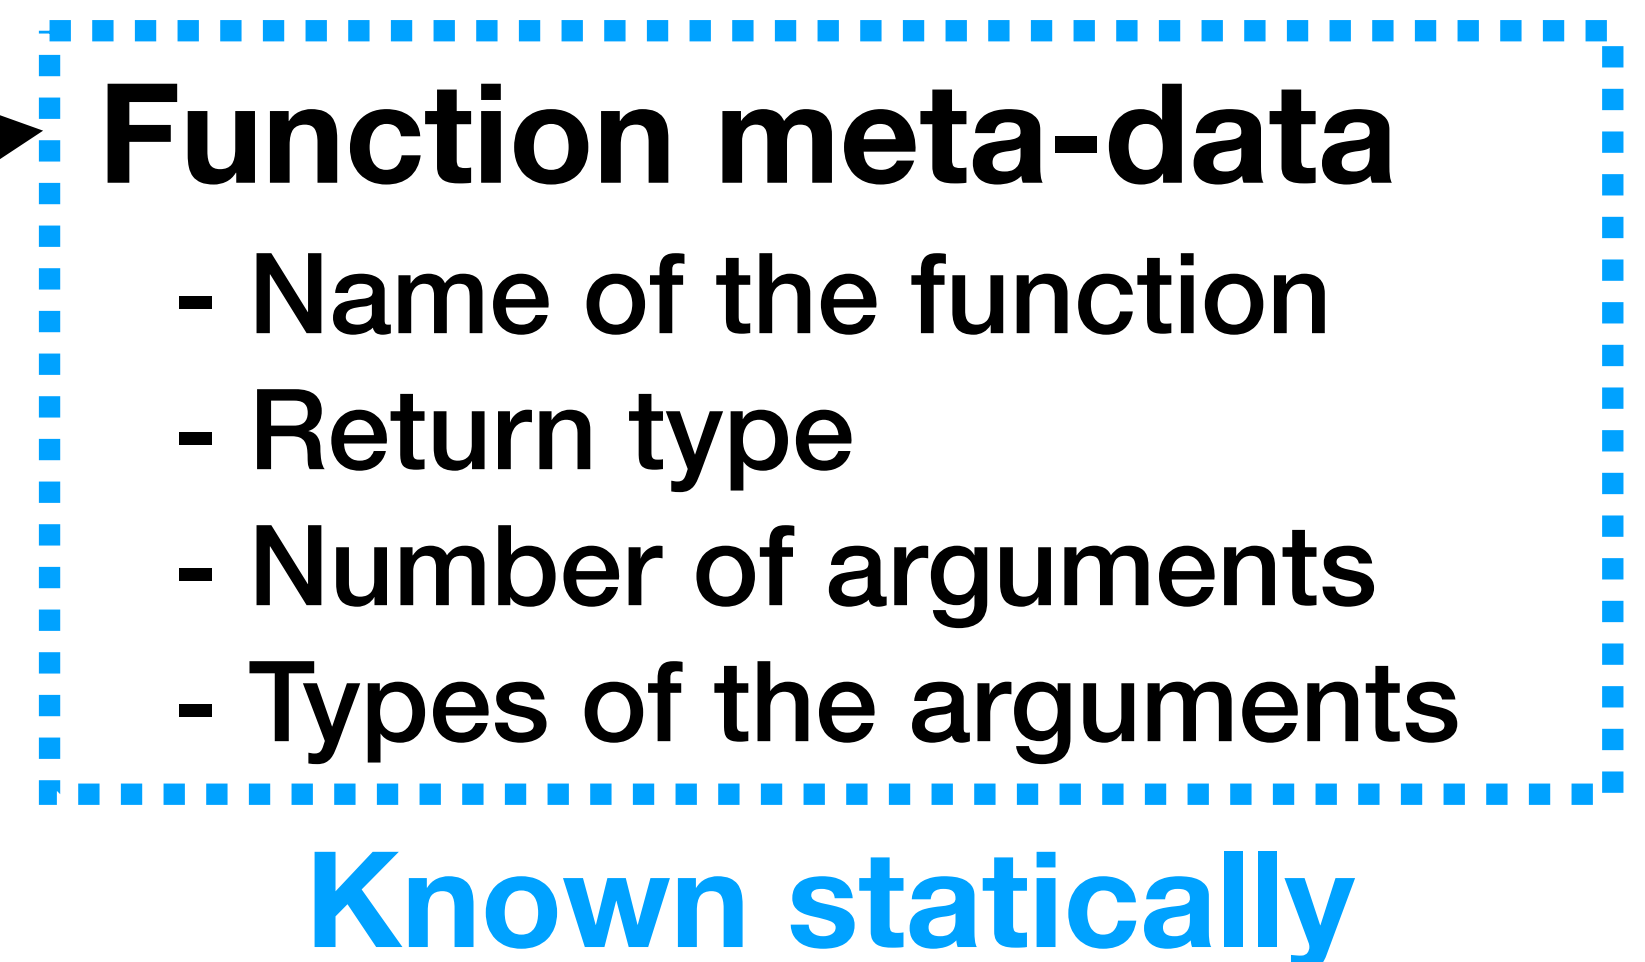 Function meta-data
- Name of the function
- Return type
- Number of arguments
- Types of the arguments
Known statically